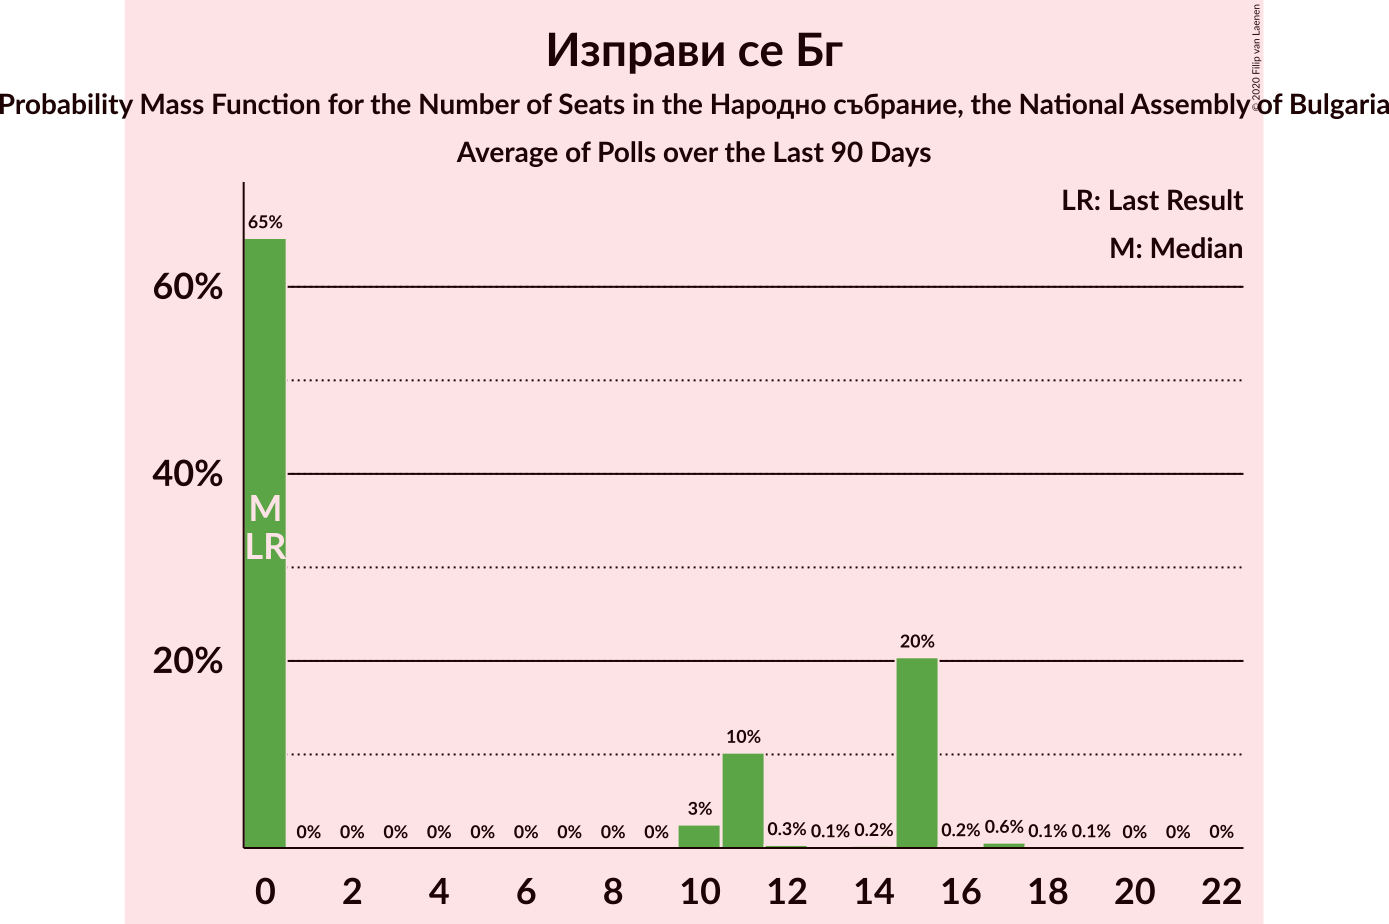 Изправи се Бг
Probability Mass Function for the Number of Seats in the Народно събрание, the National Assembly of Bulgaria
Average of Polls over the Last 90 Days
© 2020 Filip van Laenen
LR: Last Result
M: Median
65%
60%
40%
M
LR
20%
20%
10%
3%
0% 0% 0% 0% 0% 0% 0% 0% 0% 0.3% 0.1% 0.2% 0.2% 0.6% 0.1% 0.1% 0% 0% 0%
0 2 4 6 8 10 12 14 16 18 20 22